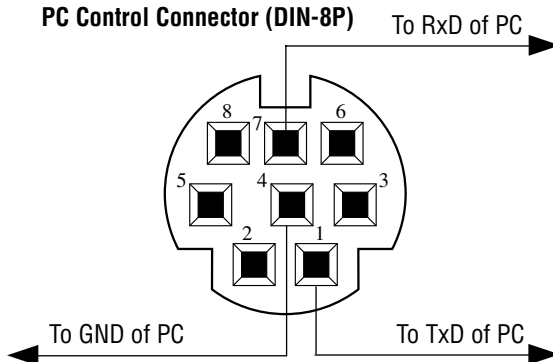 PC Control Connector (DIN-8P)
To RxD of PC
8
7
6
5
4
3
2
1
To GND of PC
To TxD of PC